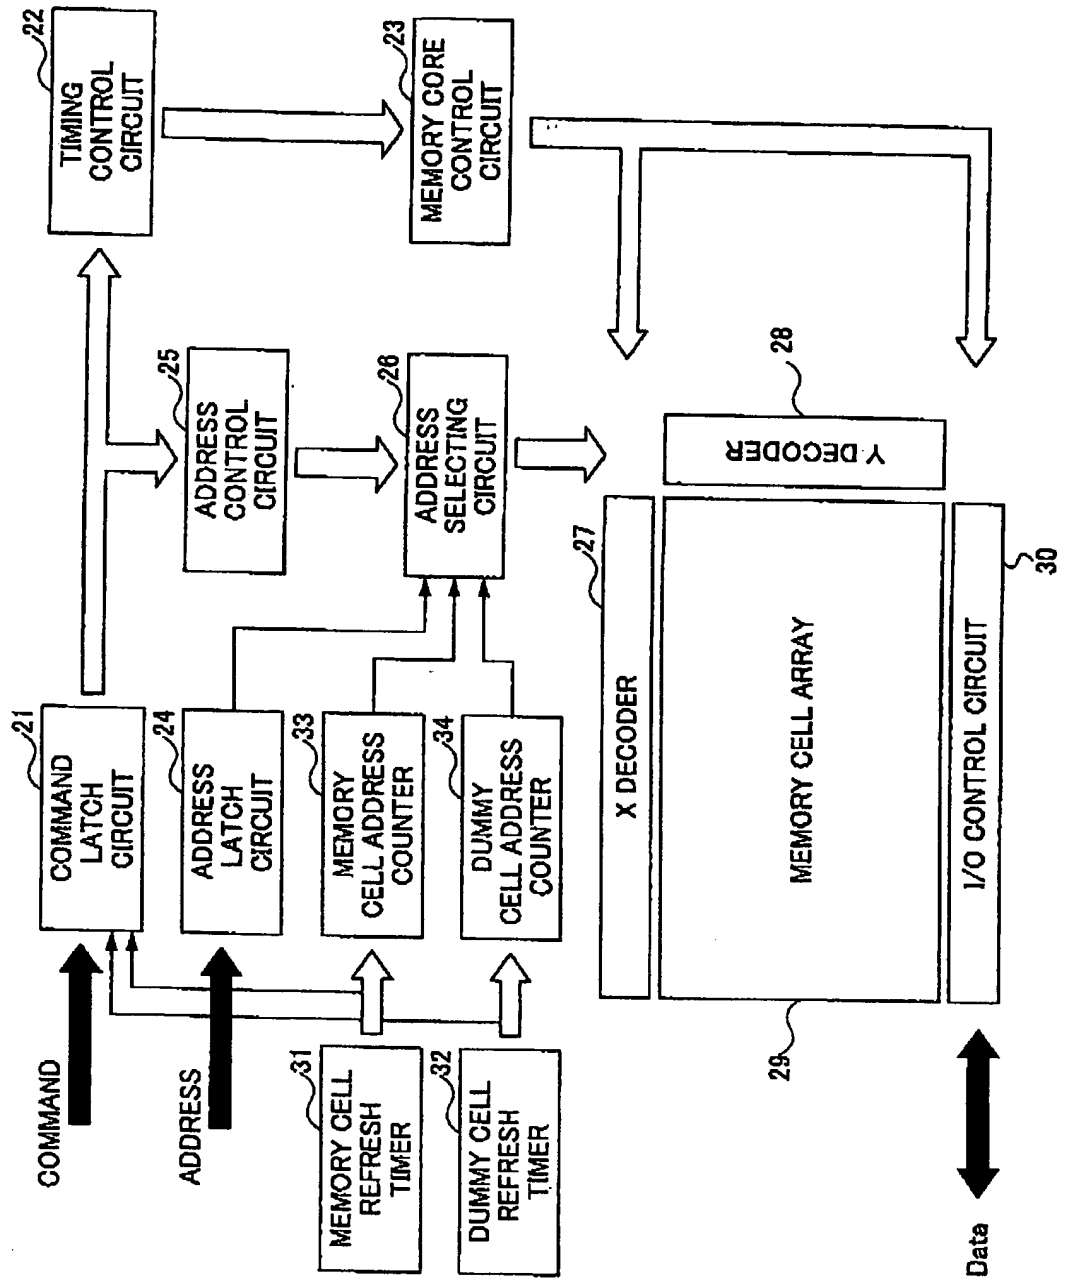 COMMAND
21
COMMAND
LATCH
CIRCUIT
22
TIMING
CONTROL
CIRCUIT
ADDRESS
24
ADDRESS
LATCH
CIRCUIT
25
ADDRESS
CONTROL
CIRCUIT
31
MEMORY CELL
REFRESH
TIMER
33
MEMORY
CELL ADDRESS
COUNTER
26
ADDRESS
SELECTING
CIRCUIT
23
MEMORY CORE
CONTROL
CIRCUIT
32
DUMMY CELL
REFRESH
TIMER
34
DUMMY
CELL ADDRESS
COUNTER
27
X DECODER
28
Y DECODER
29
MEMORY CELL ARRAY
I/O CONTROL CIRCUIT
30
Data